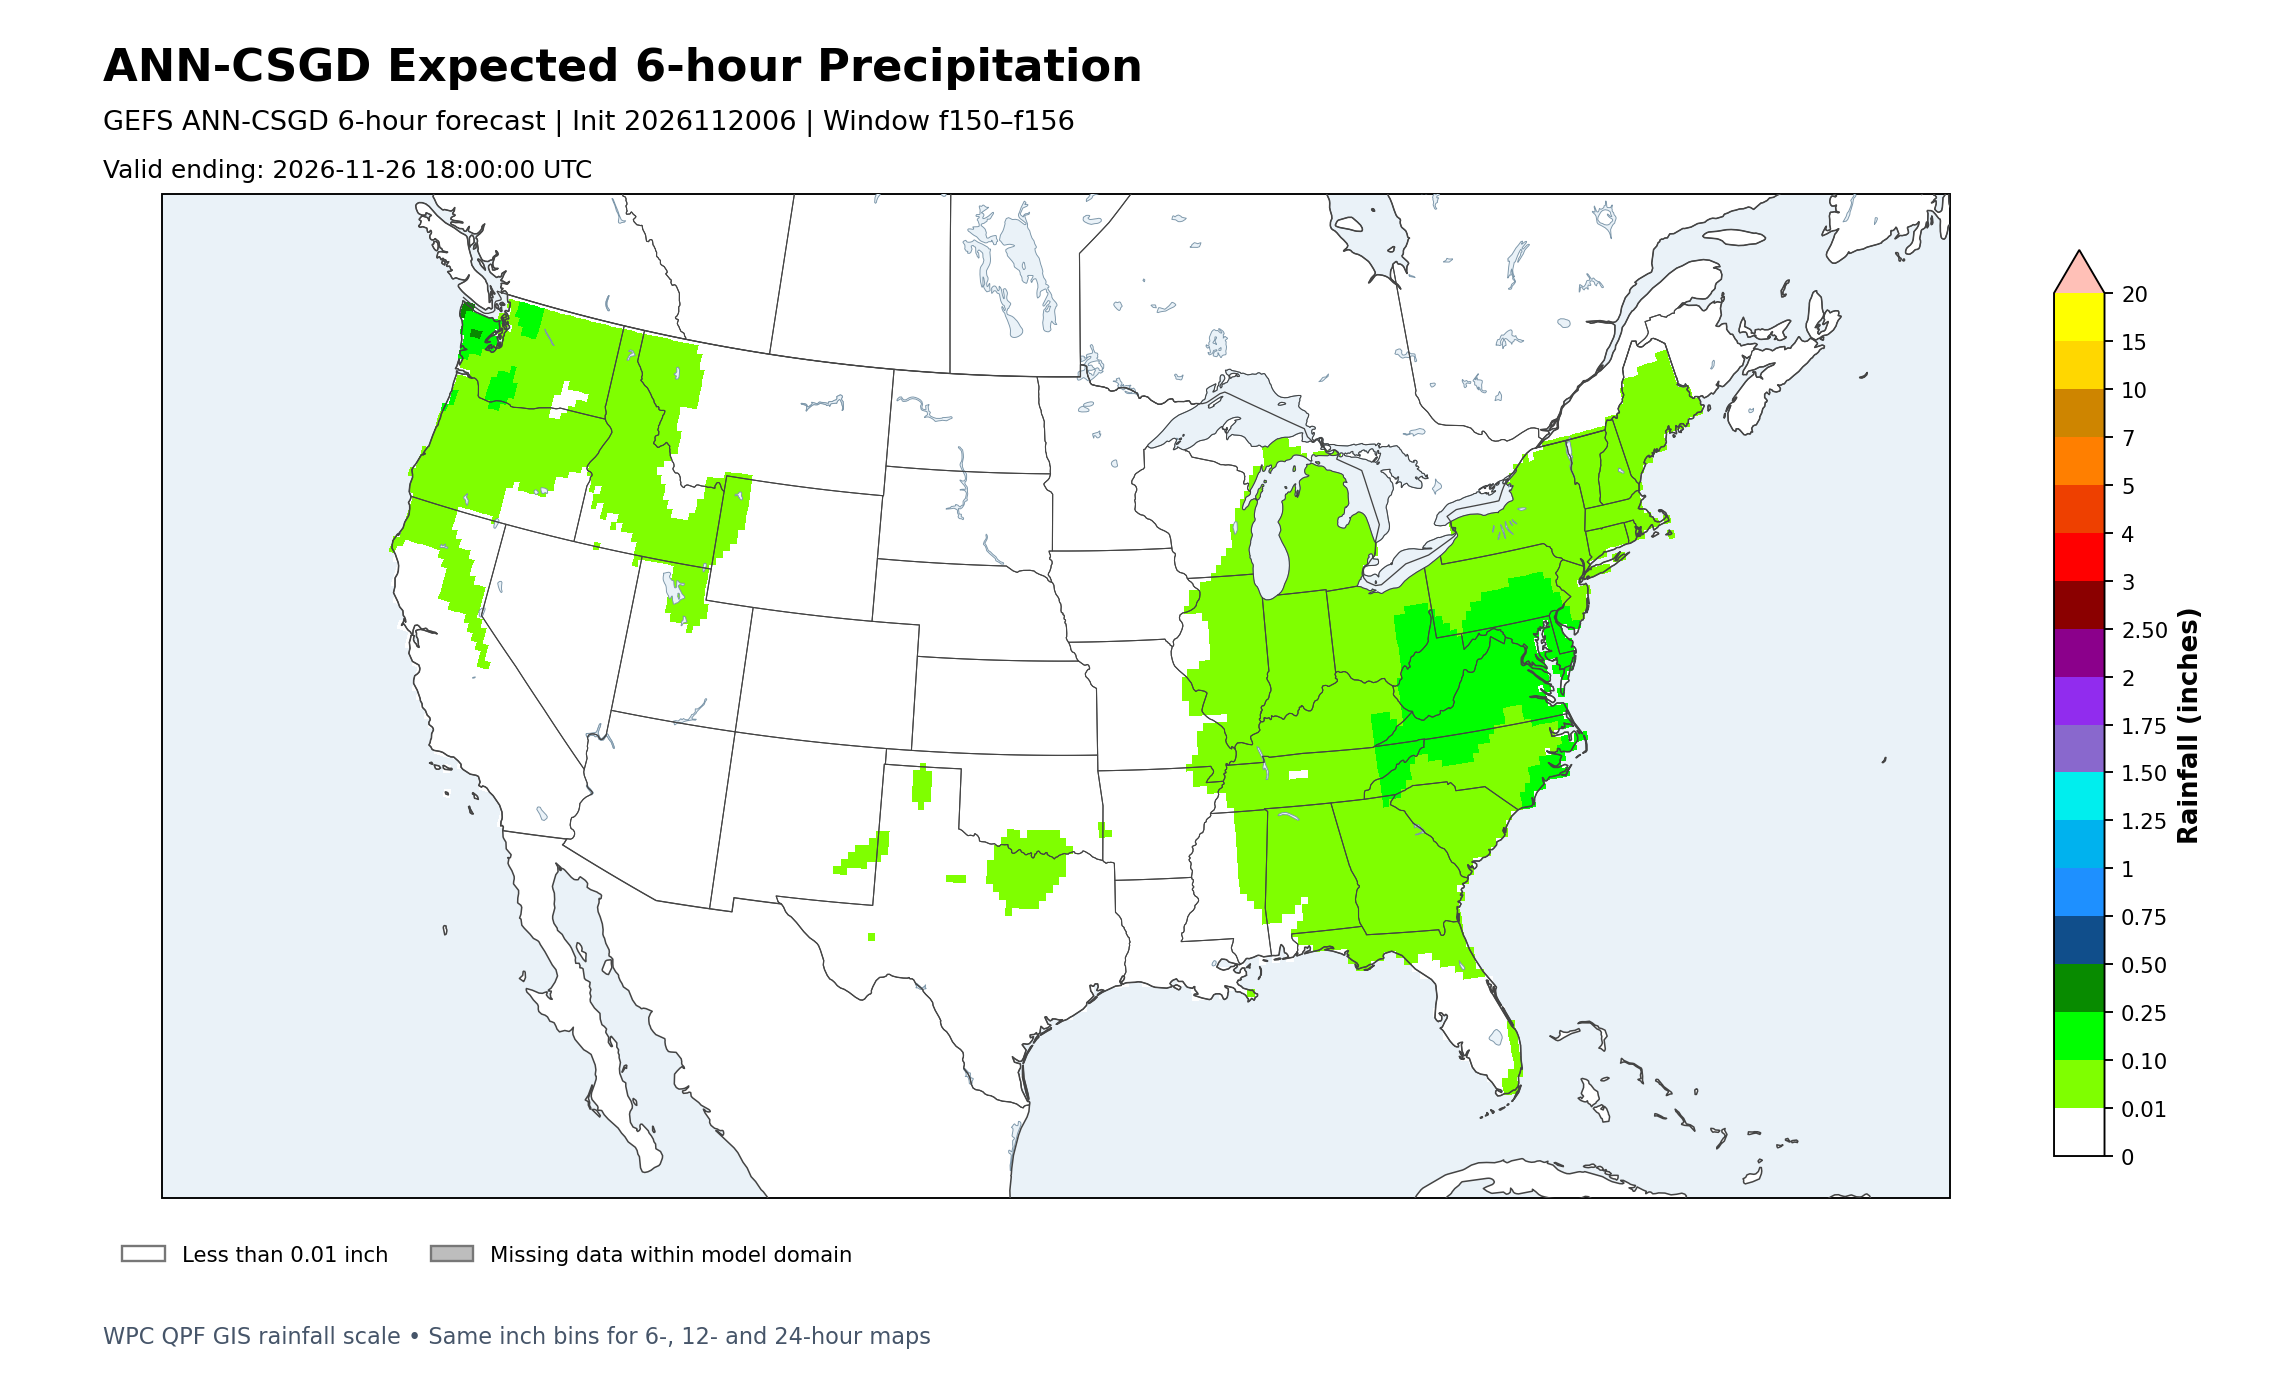 ANN-CSGD Expected 6-hour Precipitation
GEFS ANN-CSGD 6-hour forecast | Init 2026112006 | Window f150–f156
Valid ending: 2026-11-26 18:00:00 UTC
20
15
10
7
5
4
3
2.50
2
1.75
1.50
1.25
1
0.75
0.50
0.25
0.10
0.01
0
Rainfall (inches)
Less than 0.01 inch
Missing data within model domain
WPC QPF GIS rainfall scale • Same inch bins for 6-, 12- and 24-hour maps